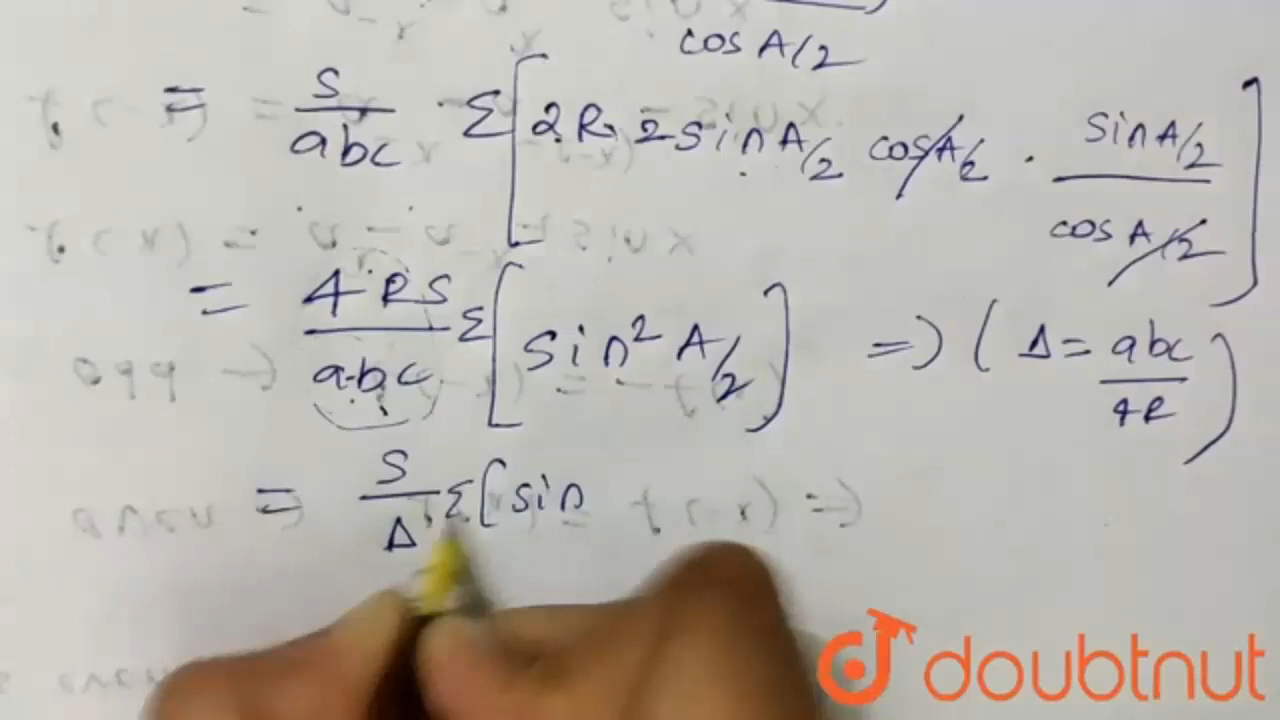 cos A/2
= S/abc Σ[2R. 2 sin A/2 cos A/2 . sin A/2 / cos A/2]
= 4RS/abc Σ[sin² A/2] => (Δ = abc/4R)
= S/Δ Σ[sin
doubtnut